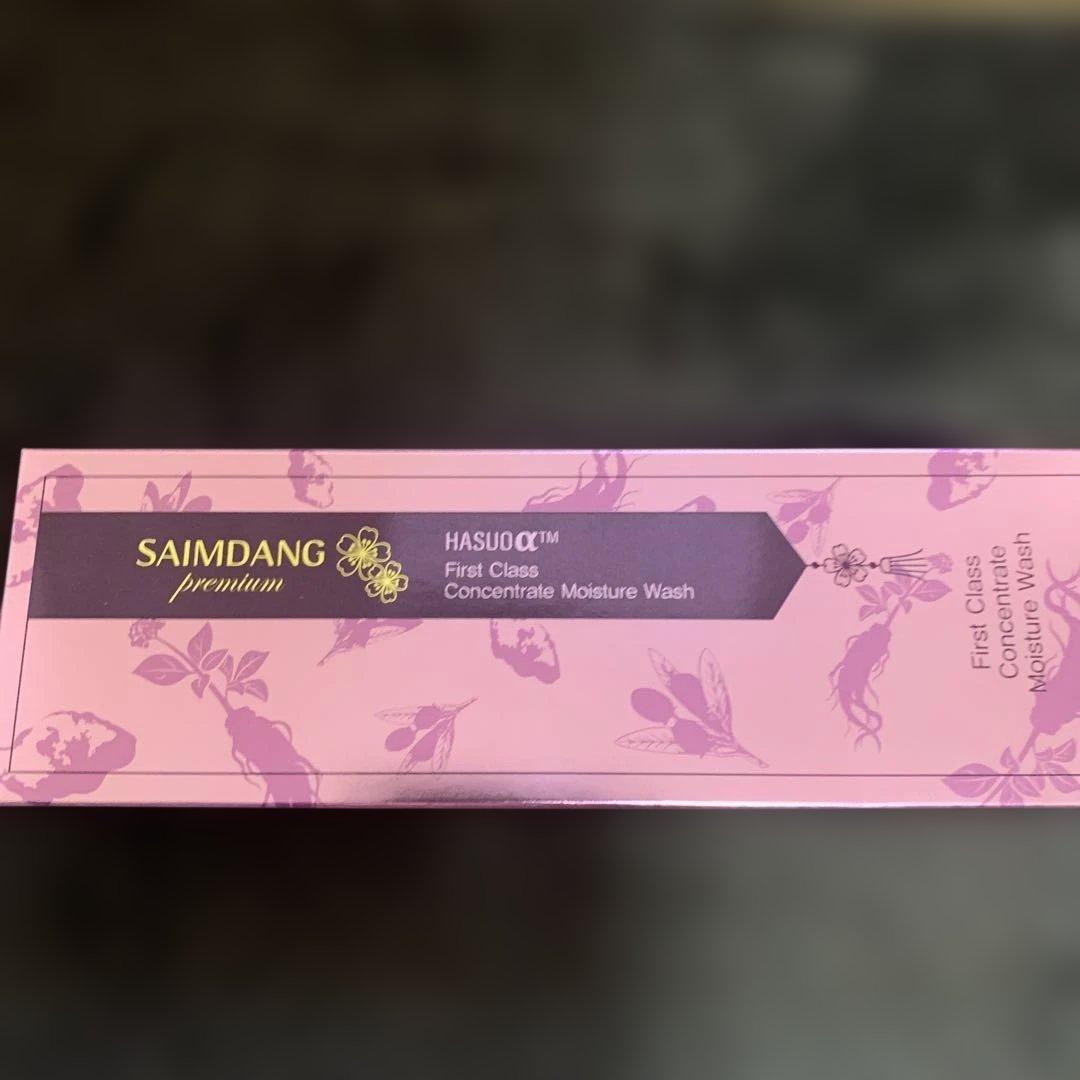 SAIMDANG
premium
HASUOα™
First Class
Concentrate Moisture Wash
First Class
Concentrate
Moisture Wash